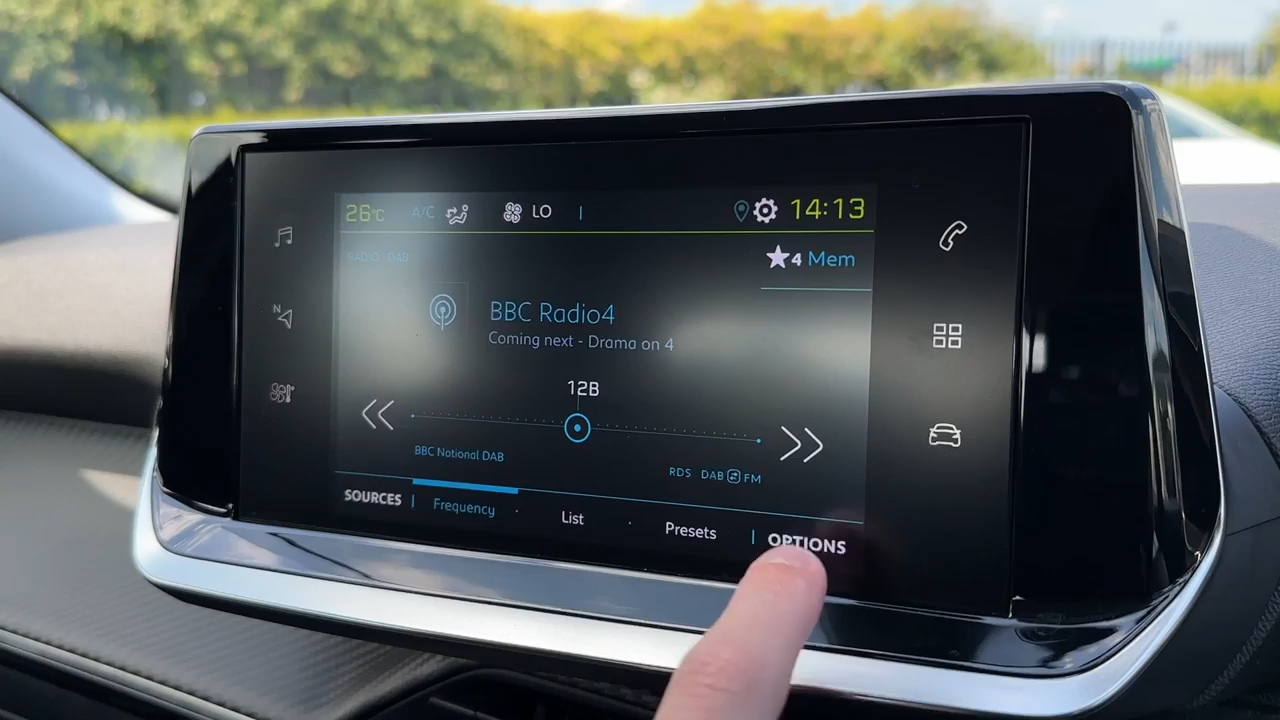 26°C A/C LO 14:13
RADIO DAB
4 Mem
BBC Radio4
Coming next - Drama on 4
12B
BBC National DAB
RDS DAB FM
SOURCES Frequency List Presets OPTIONS
N